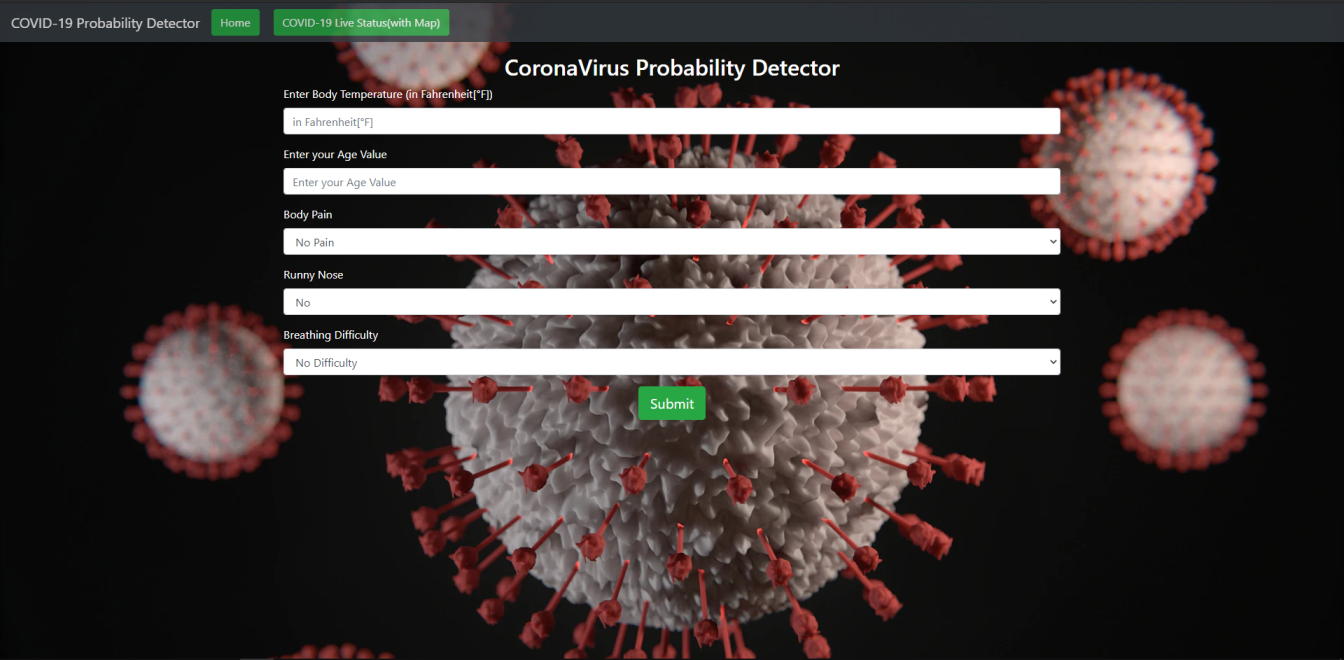 COVID-19 Probability Detector Home COVID-19 Live Status(with Map)
CoronaVirus Probability Detector
Enter Body Temperature (in Fahrenheit[°F])
in Fahrenheit[°F]
Enter your Age Value
Enter your Age Value
Body Pain
No Pain
Runny Nose
No
Breathing Difficulty
No Difficulty
Submit